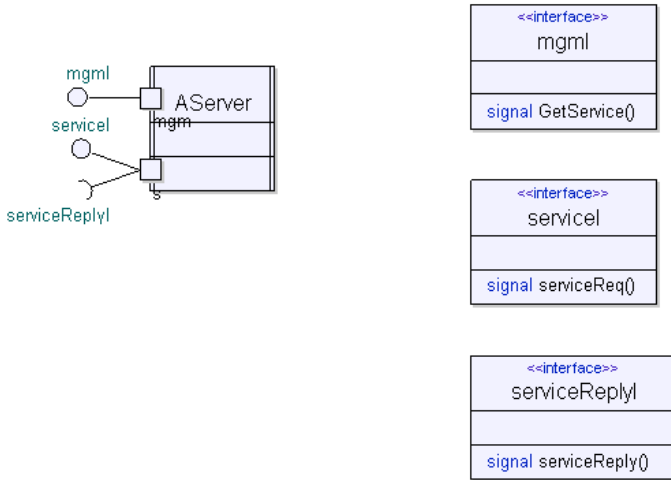 mgmI
AServer
mgm
serviceI
s
serviceReplyI
<<interface>>
mgmI
signal GetService()
<<interface>>
serviceI
signal serviceReq()
<<interface>>
serviceReplyI
signal serviceReply()